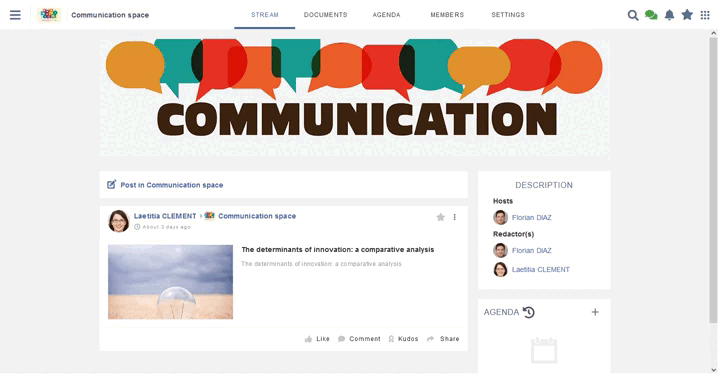 Communication space
STREAM
DOCUMENTS
AGENDA
MEMBERS
SETTINGS
COMMUNICATION
Post in Communication space
Laetitia CLEMENT > Communication space
About 3 days ago
The determinants of innovation: a comparative analysis
The determinants of innovation: a comparative analysis
Like
Comment
Kudos
Share
DESCRIPTION
Hosts
Florian DIAZ
Redactor(s)
Florian DIAZ
Laetitia CLEMENT
AGENDA